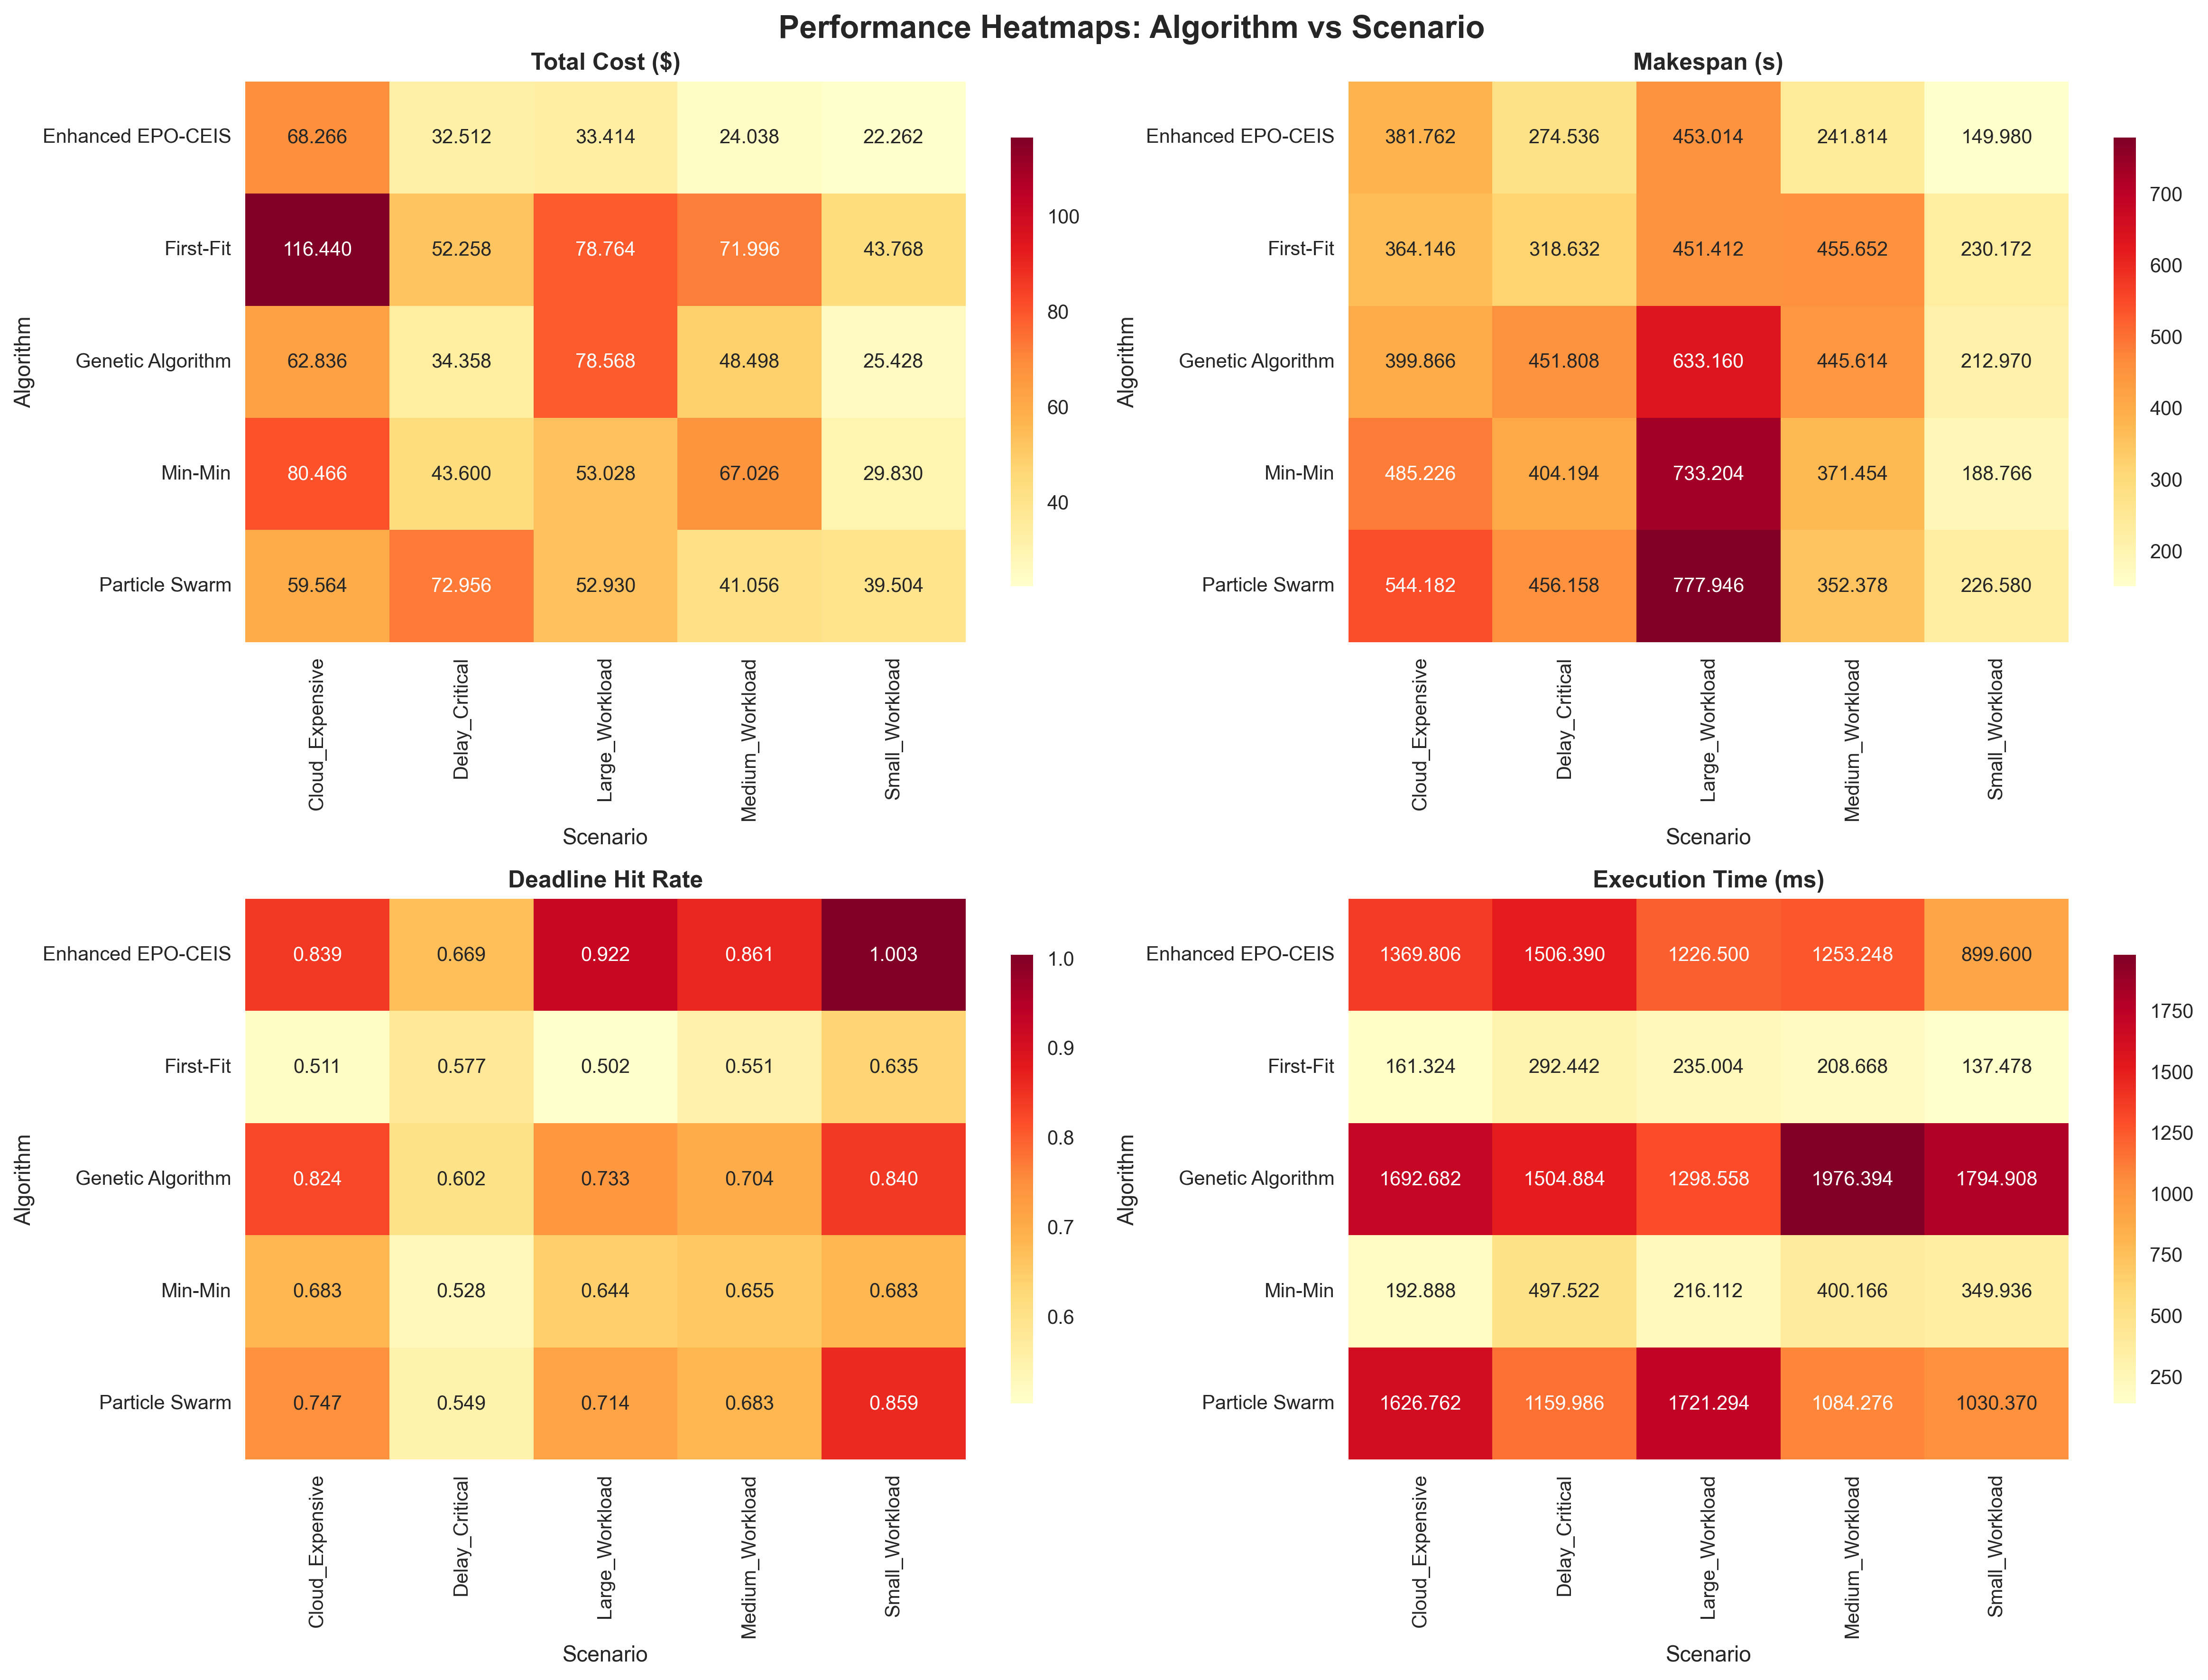 Performance Heatmaps: Algorithm vs Scenario
Total Cost ($)
Algorithm
Enhanced EPO-CEIS 68.266 32.512 33.414 24.038 22.262
First-Fit 116.440 52.258 78.764 71.996 43.768
Genetic Algorithm 62.836 34.358 78.568 48.498 25.428
Min-Min 80.466 43.600 53.028 67.026 29.830
Particle Swarm 59.564 72.956 52.930 41.056 39.504
Cloud_Expensive Delay_Critical Large_Workload Medium_Workload Small_Workload
Scenario
100
80
60
40
Makespan (s)
Algorithm
Enhanced EPO-CEIS 381.762 274.536 453.014 241.814 149.980
First-Fit 364.146 318.632 451.412 455.652 230.172
Genetic Algorithm 399.866 451.808 633.160 445.614 212.970
Min-Min 485.226 404.194 733.204 371.454 188.766
Particle Swarm 544.182 456.158 777.946 352.378 226.580
Cloud_Expensive Delay_Critical Large_Workload Medium_Workload Small_Workload
Scenario
700
600
500
400
300
200
Deadline Hit Rate
Algorithm
Enhanced EPO-CEIS 0.839 0.669 0.922 0.861 1.003
First-Fit 0.511 0.577 0.502 0.551 0.635
Genetic Algorithm 0.824 0.602 0.733 0.704 0.840
Min-Min 0.683 0.528 0.644 0.655 0.683
Particle Swarm 0.747 0.549 0.714 0.683 0.859
Cloud_Expensive Delay_Critical Large_Workload Medium_Workload Small_Workload
Scenario
1.0
0.9
0.8
0.7
0.6
Execution Time (ms)
Algorithm
Enhanced EPO-CEIS 1369.806 1506.390 1226.500 1253.248 899.600
First-Fit 161.324 292.442 235.004 208.668 137.478
Genetic Algorithm 1692.682 1504.884 1298.558 1976.394 1794.908
Min-Min 192.888 497.522 216.112 400.166 349.936
Particle Swarm 1626.762 1159.986 1721.294 1084.276 1030.370
Cloud_Expensive Delay_Critical Large_Workload Medium_Workload Small_Workload
Scenario
1750
1500
1250
1000
750
500
250